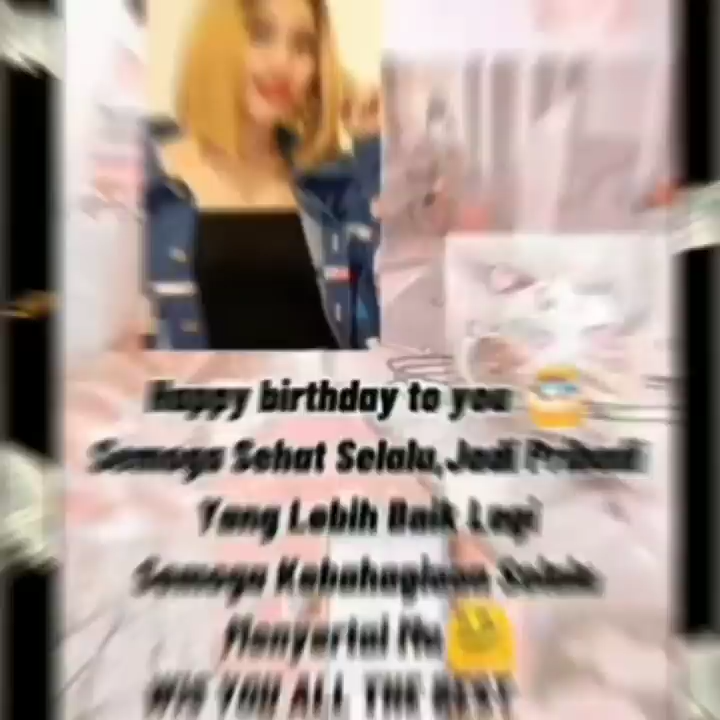 Happy birthday to you
Semoga Sehat Selalu, Jadi Pribadi
Yang Lebih Baik Lagi
Semoga Kebahagiaan Selalu
Menyertai Mu
WIS YOU ALL THE BEST